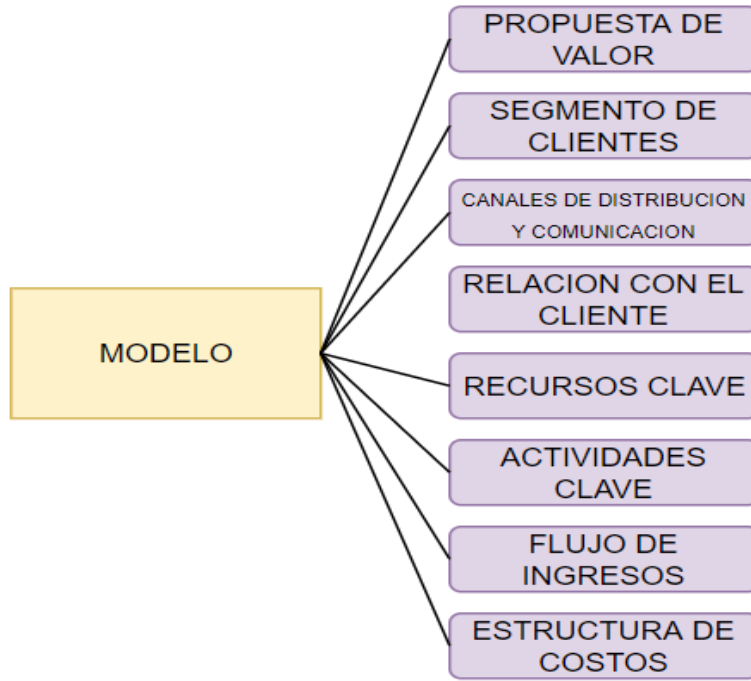 PROPUESTA DE
VALOR
SEGMENTO DE
CLIENTES
CANALES DE DISTRIBUCION
Y COMUNICACION
RELACION CON EL
CLIENTE
MODELO
RECURSOS CLAVE
ACTIVIDADES
CLAVE
FLUJO DE
INGRESOS
ESTRUCTURA DE
COSTOS